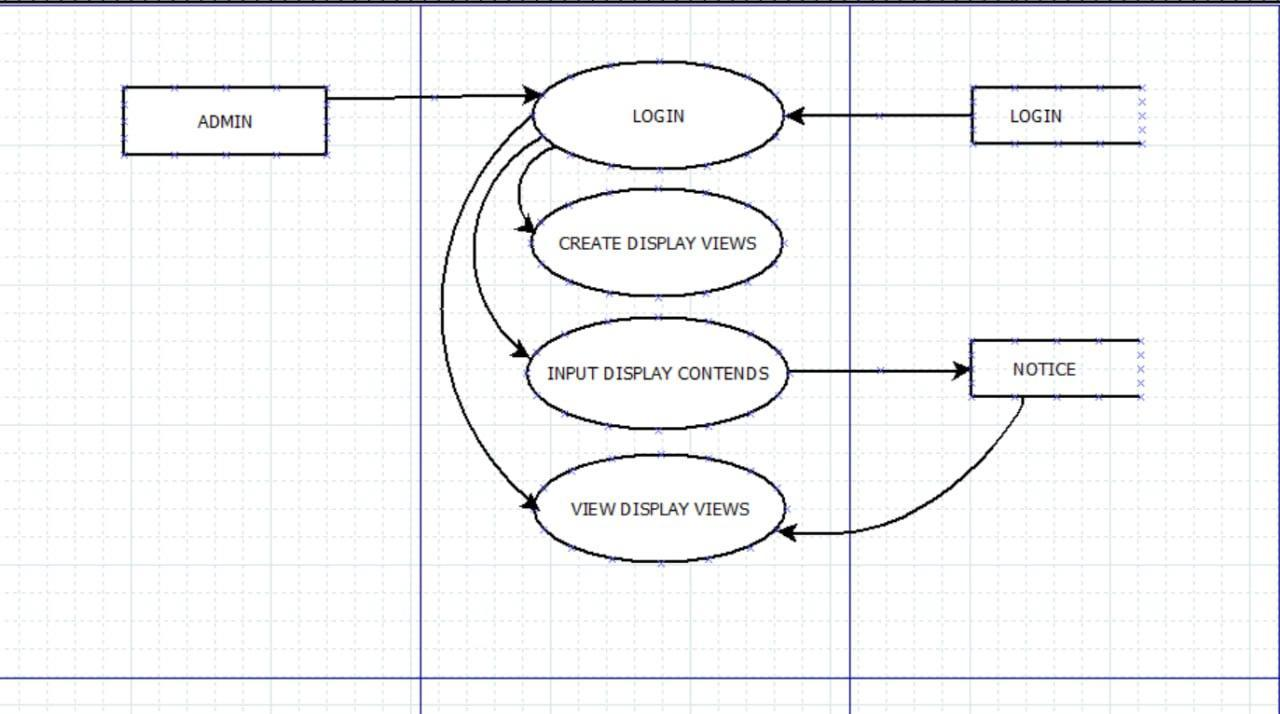 ADMIN
LOGIN
LOGIN
CREATE DISPLAY VIEWS
INPUT DISPLAY CONTENDS
NOTICE
VIEW DISPLAY VIEWS